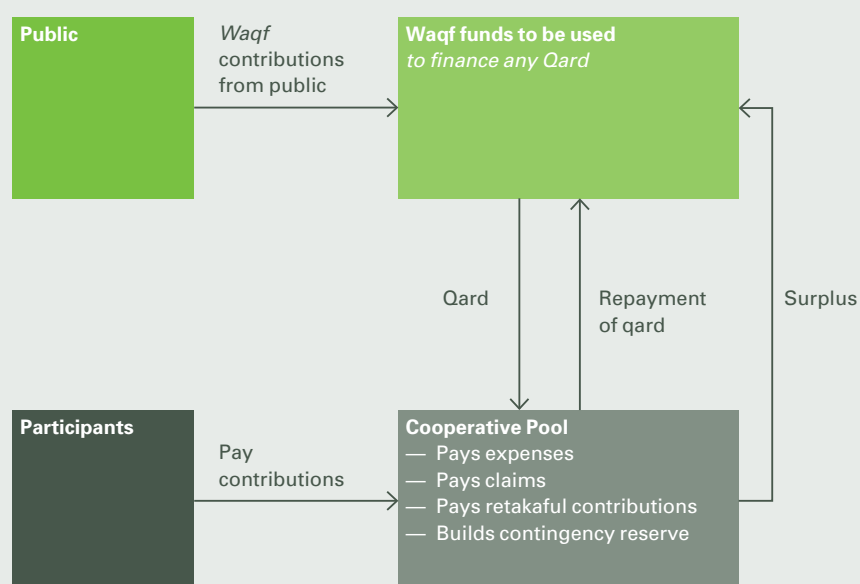 Public
Waqf
contributions
from public
Waqf funds to be used
to finance any Qard
Qard
Repayment
of qard
Surplus
Participants
Pay
contributions
Cooperative Pool
— Pays expenses
— Pays claims
— Pays retakaful contributions
— Builds contingency reserve